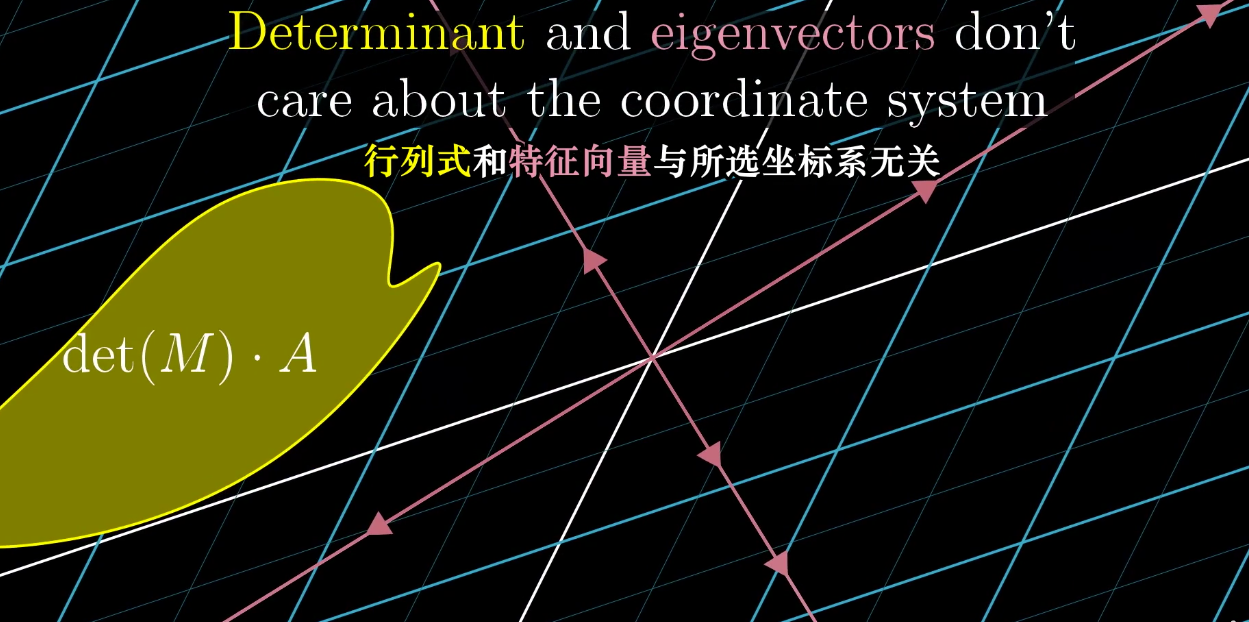 Determinant and eigenvectors don't
care about the coordinate system
行列式和特征向量与所选坐标系无关
det(M) · A